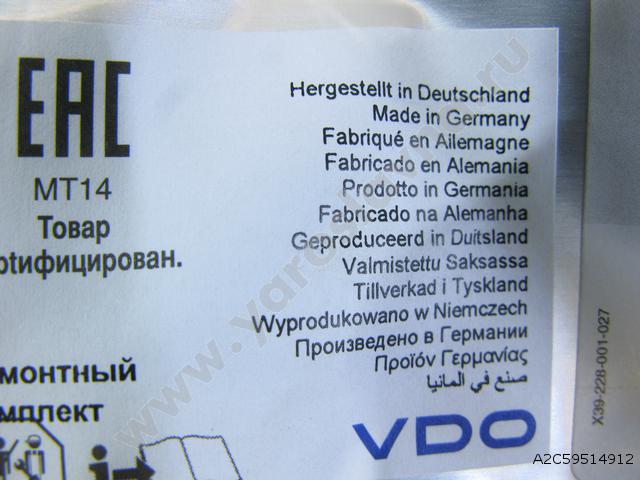 EAC
MT14
Товар
ртифицирован.
монтный
мплект
Hergestellt in Deutschland
Made in Germany
Fabriqué en Ailemagne
Fabricado en Alemania
Prodotto in Germania
Fabricado na Alemanha
Geproduceerd in Duitsland
Valmistettu Saksassa
Tillverkad i Tyskland
Wyprodukowano w Niemczech
Произведено в Германии
Προϊόν Γερμανίας
صنع في المانيا
VDO
X39-228-001-027
A2C59514912